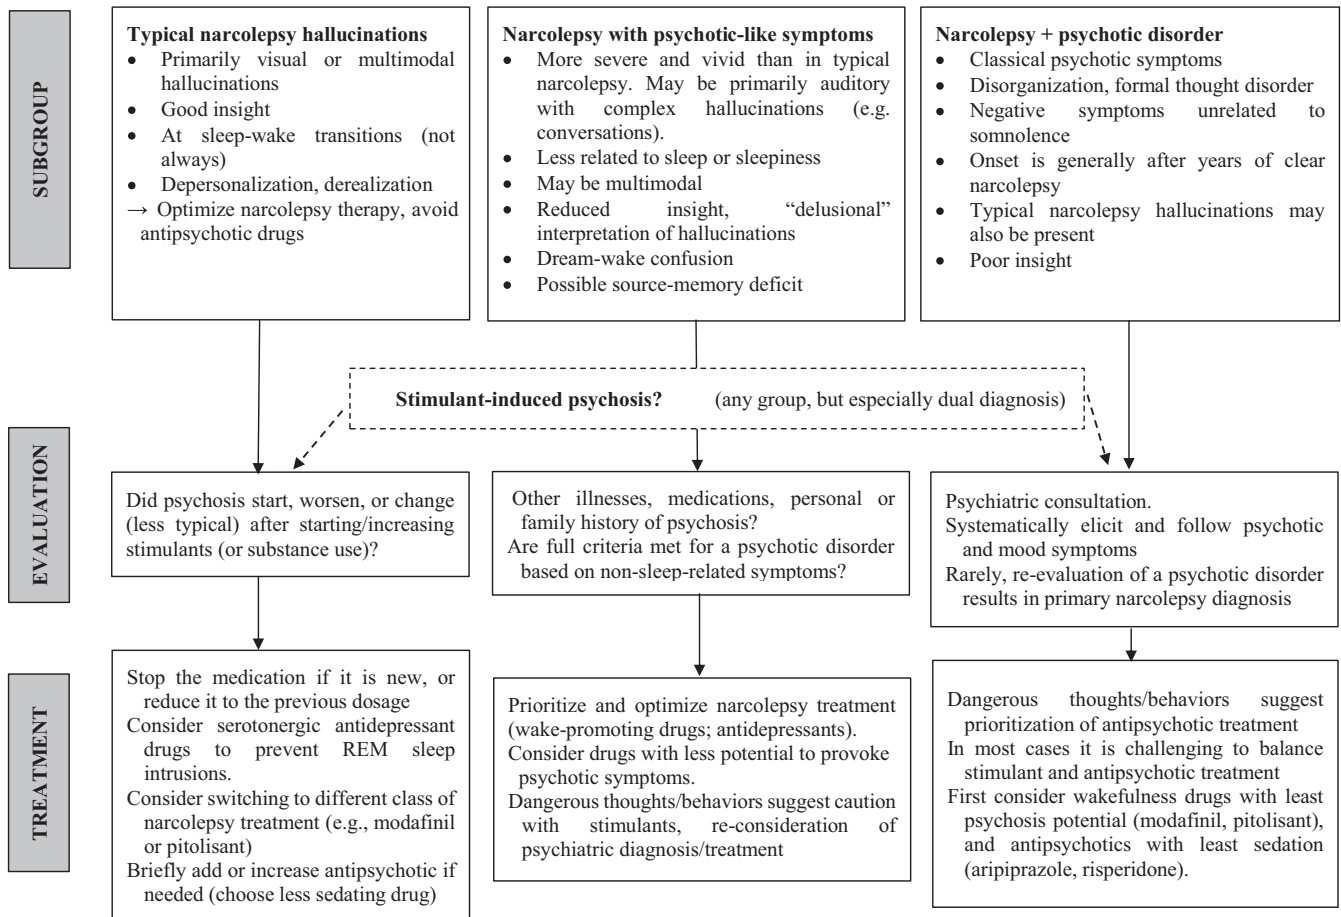 SUBGROUP
Typical narcolepsy hallucinations
• Primarily visual or multimodal
hallucinations
• Good insight
• At sleep-wake transitions (not
always)
• Depersonalization, derealization
→ Optimize narcolepsy therapy, avoid
antipsychotic drugs
Narcolepsy with psychotic-like symptoms
• More severe and vivid than in typical
narcolepsy. May be primarily auditory
with complex hallucinations (e.g.
conversations).
• Less related to sleep or sleepiness
• May be multimodal
• Reduced insight, “delusional”
interpretation of hallucinations
• Dream-wake confusion
• Possible source-memory deficit
Narcolepsy + psychotic disorder
• Classical psychotic symptoms
• Disorganization, formal thought disorder
• Negative symptoms unrelated to
somnolence
• Onset is generally after years of clear
narcolepsy
• Typical narcolepsy hallucinations may
also be present
• Poor insight
Stimulant-induced psychosis? (any group, but especially dual diagnosis)
EVALUATION
Did psychosis start, worsen, or change
(less typical) after starting/increasing
stimulants (or substance use)?
Other illnesses, medications, personal or
family history of psychosis?
Are full criteria met for a psychotic disorder
based on non-sleep-related symptoms?
Psychiatric consultation.
Systematically elicit and follow psychotic
and mood symptoms
Rarely, re-evaluation of a psychotic disorder
results in primary narcolepsy diagnosis
TREATMENT
Stop the medication if it is new, or
reduce it to the previous dosage
Consider serotonergic antidepressant
drugs to prevent REM sleep
intrusions.
Consider switching to different class of
narcolepsy treatment (e.g., modafinil
or pitolisant)
Briefly add or increase antipsychotic if
needed (choose less sedating drug)
Prioritize and optimize narcolepsy treatment
(wake-promoting drugs; antidepressants).
Consider drugs with less potential to provoke
psychotic symptoms.
Dangerous thoughts/behaviors suggest caution
with stimulants, re-consideration of
psychiatric diagnosis/treatment
Dangerous thoughts/behaviors suggest
prioritization of antipsychotic treatment
In most cases it is challenging to balance
stimulant and antipsychotic treatment
First consider wakefulness drugs with least
psychosis potential (modafinil, pitolisant),
and antipsychotics with least sedation
(aripiprazole, risperidone).